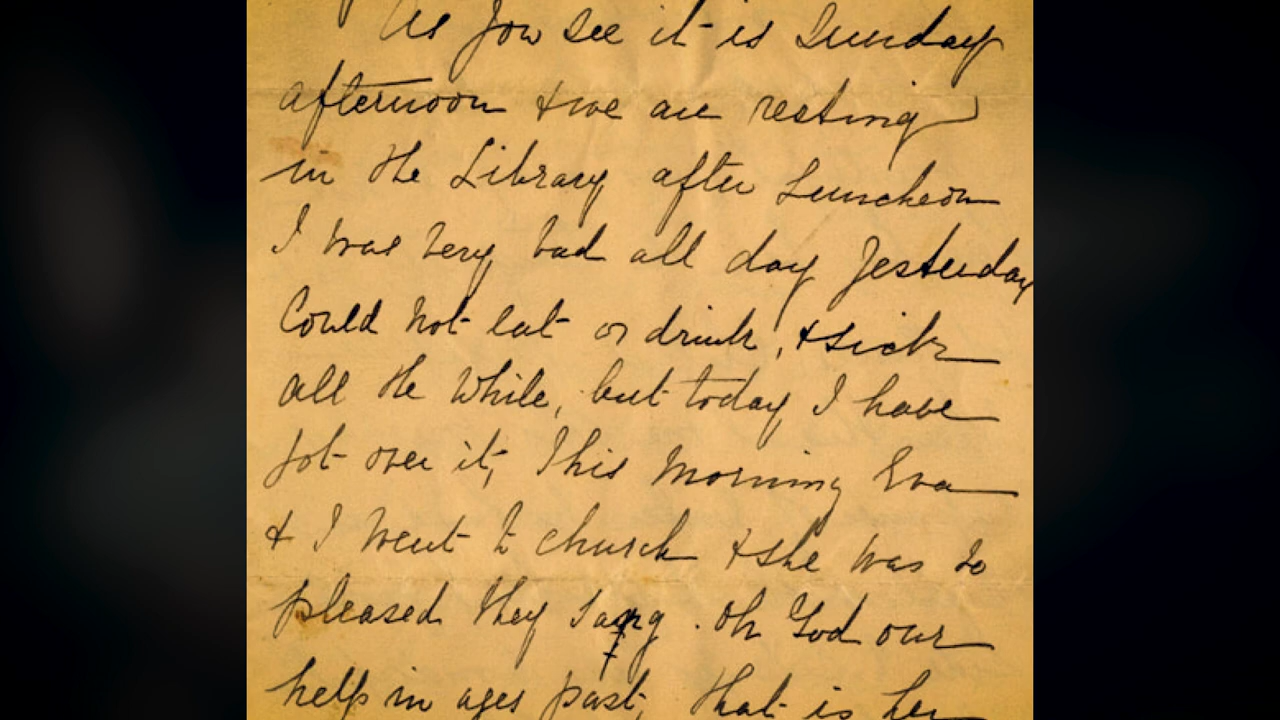 As you see it is Sunday
afternoon & we are resting
in the Library after Luncheon
I was very bad all day yesterday
Could not eat or drink, & sick
all the while, but today I have
got over it, This morning Eva
& I went to church & she was so
pleased they sang . Oh God our
help in ages past, that is her